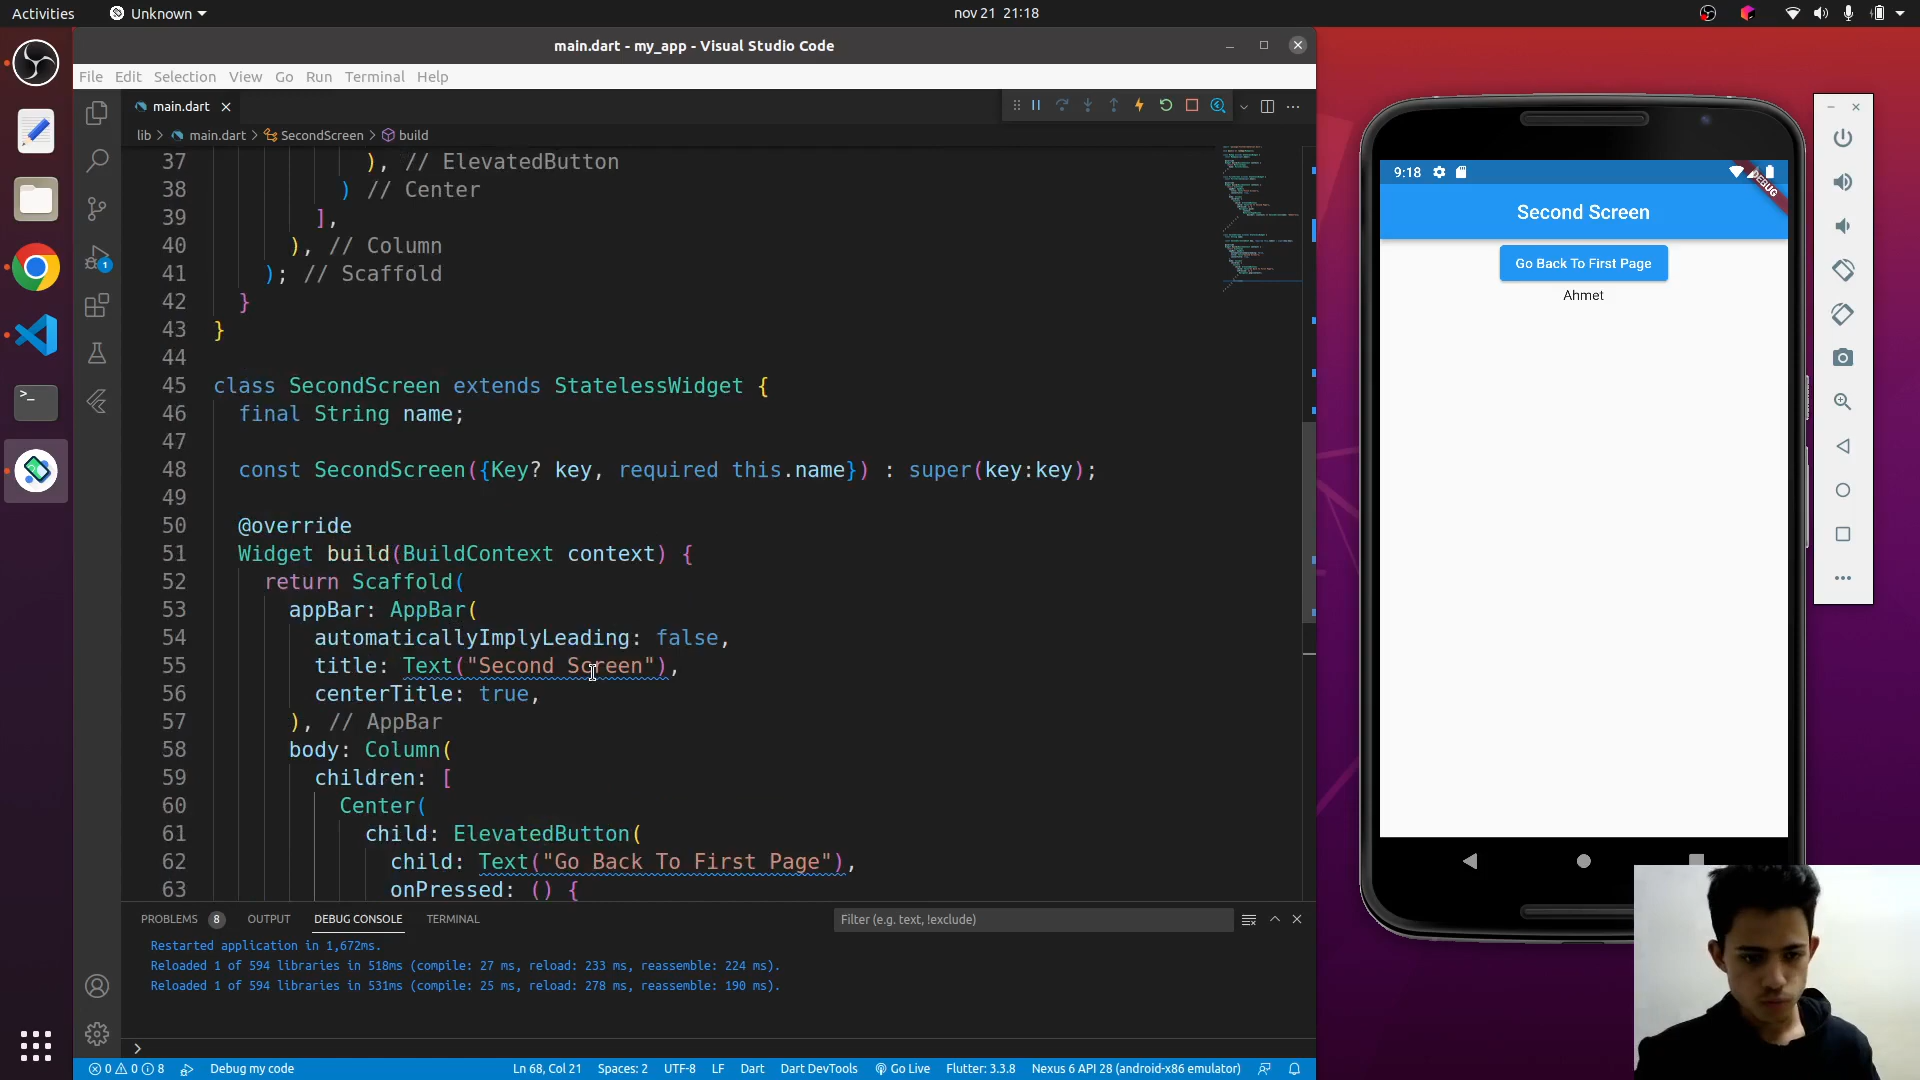 Activities
Unknown
nov 21 21:18
main.dart - my_app - Visual Studio Code
File Edit Selection View Go Run Terminal Help
main.dart
lib > main.dart > SecondScreen > build
37 ), // ElevatedButton
38 ) // Center
39 ],
40 ), // Column
41 ); // Scaffold
42 }
43 }
44
45 class SecondScreen extends StatelessWidget {
46 final String name;
47
48 const SecondScreen({Key? key, required this.name}) : super(key:key);
49
50 @override
51 Widget build(BuildContext context) {
52 return Scaffold(
53 appBar: AppBar(
54 automaticallyImplyLeading: false,
55 title: Text("Second Screen"),
56 centerTitle: true,
57 ), // AppBar
58 body: Column(
59 children: [
60 Center(
61 child: ElevatedButton(
62 child: Text("Go Back To First Page"),
63 onPressed: () {
PROBLEMS 8 OUTPUT DEBUG CONSOLE TERMINAL
Filter (e.g. text, !exclude)
Restarted application in 1,672ms.
Reloaded 1 of 594 libraries in 518ms (compile: 27 ms, reload: 233 ms, reassemble: 224 ms).
Reloaded 1 of 594 libraries in 531ms (compile: 25 ms, reload: 278 ms, reassemble: 190 ms).
>
0 0 8 Debug my code Ln 68, Col 21 Spaces: 2 UTF-8 LF Dart Dart DevTools Go Live Flutter: 3.3.8 Nexus 6 API 28 (android-x86 emulator)
1
9:18
DEBUG
Second Screen
Go Back To First Page
Ahmet